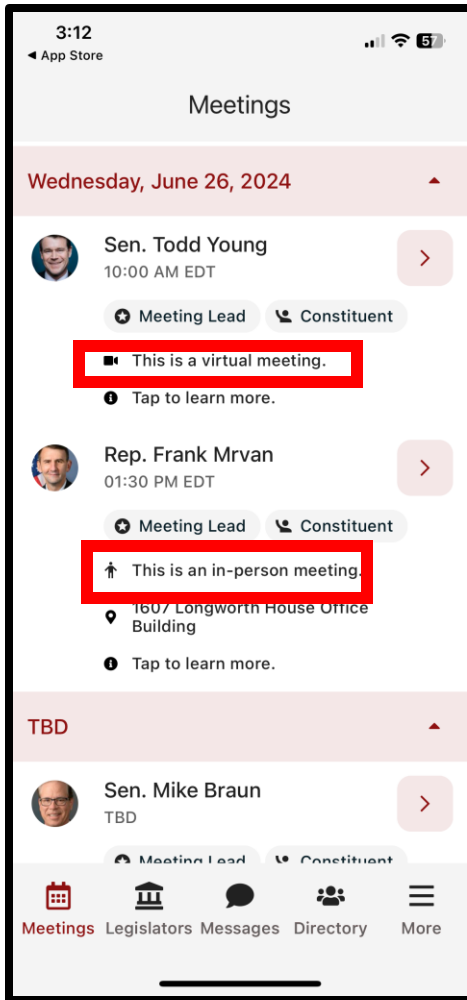 3:12
57
◀ App Store
Meetings
Wednesday, June 26, 2024
Sen. Todd Young
10:00 AM EDT
Meeting Lead Constituent
This is a virtual meeting.
Tap to learn more.
Rep. Frank Mrvan
01:30 PM EDT
Meeting Lead Constituent
This is an in-person meeting.
1607 Longworth House Office
Building
Tap to learn more.
TBD
Sen. Mike Braun
TBD
Meeting Lead Constituent
Meetings Legislators Messages Directory More